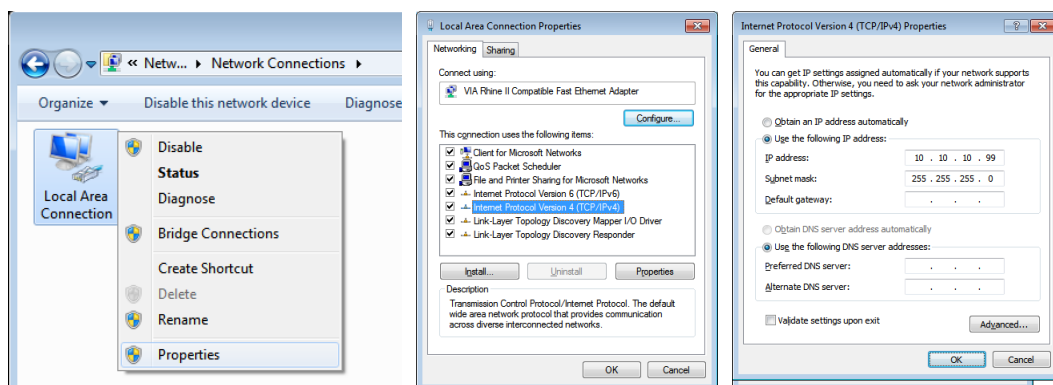 « Netw... ▸ Network Connections ▸
Organize ▾ Disable this network device Diagnose
Local Area
Connection
Disable
Status
Diagnose
Bridge Connections
Create Shortcut
Delete
Rename
Properties
Local Area Connection Properties
Networking Sharing
Connect using:
VIA Rhine II Compatible Fast Ethernet Adapter
Configure...
This connection uses the following items:
Client for Microsoft Networks
QoS Packet Scheduler
File and Printer Sharing for Microsoft Networks
Internet Protocol Version 6 (TCP/IPv6)
Internet Protocol Version 4 (TCP/IPv4)
Link-Layer Topology Discovery Mapper I/O Driver
Link-Layer Topology Discovery Responder
Install... Uninstall Properties
Description
Transmission Control Protocol/Internet Protocol. The default
wide area network protocol that provides communication
across diverse interconnected networks.
OK Cancel
Internet Protocol Version 4 (TCP/IPv4) Properties
General
You can get IP settings assigned automatically if your network supports
this capability. Otherwise, you need to ask your network administrator
for the appropriate IP settings.
Obtain an IP address automatically
Use the following IP address:
IP address: 10 . 10 . 10 . 99
Subnet mask: 255 . 255 . 255 . 0
Default gateway: . . .
Obtain DNS server address automatically
Use the following DNS server addresses:
Preferred DNS server: . . .
Alternate DNS server: . . .
Validate settings upon exit
Advanced...
OK Cancel